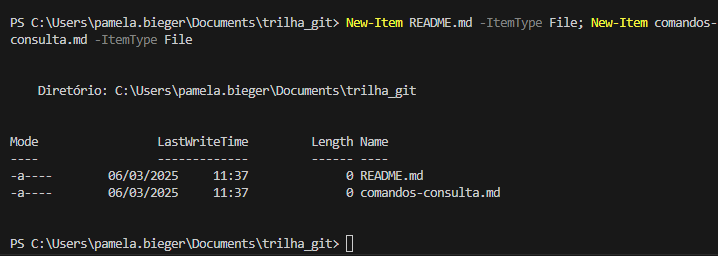 PS C:\Users\pamela.bieger\Documents\trilha_git> New-Item README.md -ItemType File; New-Item comandos-
consulta.md -ItemType File
Diretório: C:\Users\pamela.bieger\Documents\trilha_git
Mode                 LastWriteTime         Length Name
----                 -------------         ------ ----
-a----        06/03/2025     11:37              0 README.md
-a----        06/03/2025     11:37              0 comandos-consulta.md
PS C:\Users\pamela.bieger\Documents\trilha_git>